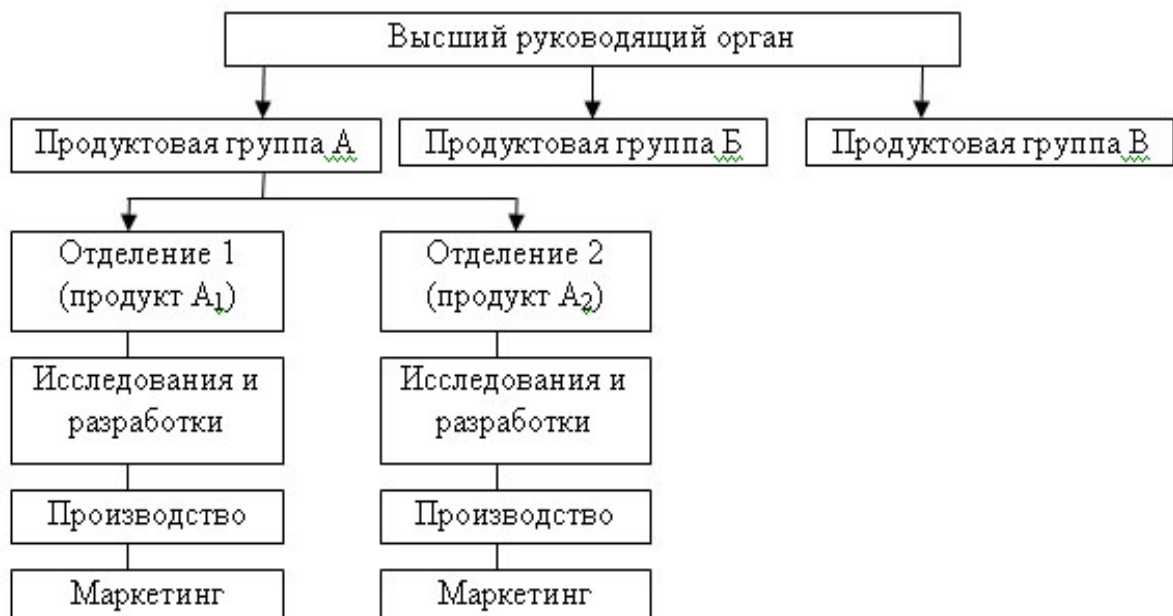 Высший руководящий орган
Продуктовая группа А
Продуктовая группа Б
Продуктовая группа В
Отделение 1
(продукт А₁)
Отделение 2
(продукт А₂)
Исследования и
разработки
Исследования и
разработки
Производство
Производство
Маркетинг
Маркетинг